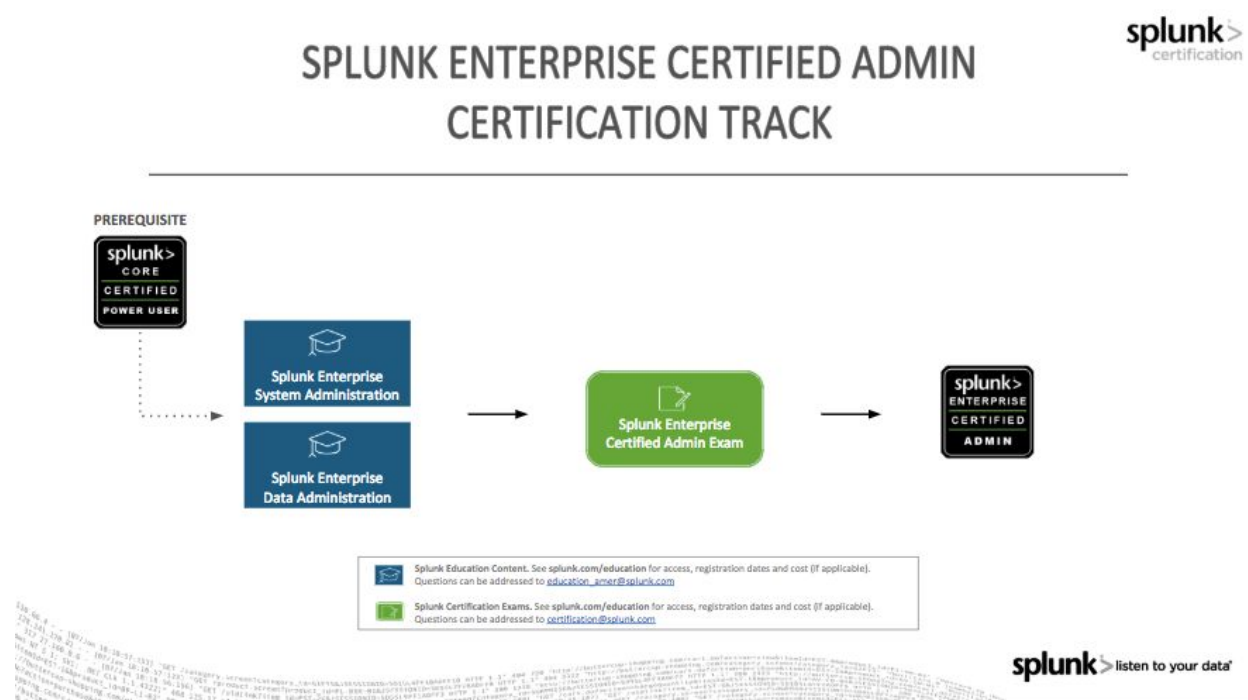 splunk>
certification
SPLUNK ENTERPRISE CERTIFIED ADMIN
CERTIFICATION TRACK
PREREQUISITE
splunk>
CORE
CERTIFIED
POWER USER
Splunk Enterprise
System Administration
Splunk Enterprise
Data Administration
Splunk Enterprise
Certified Admin Exam
splunk>
ENTERPRISE
CERTIFIED
ADMIN
Splunk Education Content. See splunk.com/education for access, registration dates and cost (if applicable).
Questions can be addressed to education_amer@splunk.com
Splunk Certification Exams. See splunk.com/education for access, registration dates and cost (if applicable).
Questions can be addressed to certification@splunk.com
splunk> listen to your data®